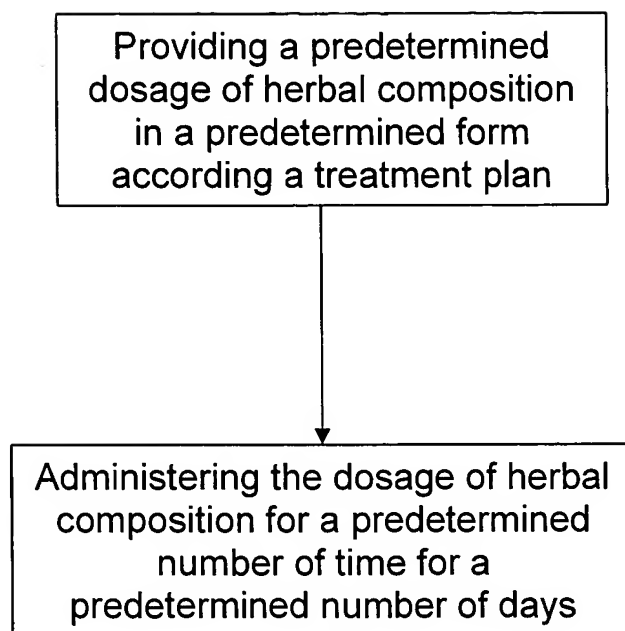 Providing a predetermined
dosage of herbal composition
in a predetermined form
according a treatment plan
Administering the dosage of herbal
composition for a predetermined
number of time for a
predetermined number of days